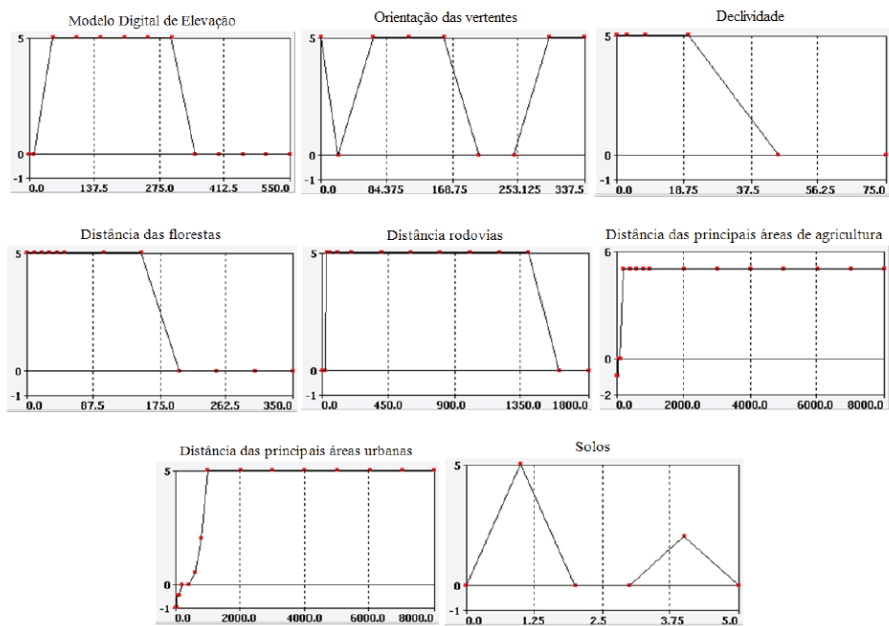 Modelo Digital de Elevação
5
0
-1
0.0 137.5 275.0 412.5 550.0
Orientação das vertentes
5
0
-1
0.0 84.375 168.75 253.125 337.5
Declividade
5
0
-1
0.0 18.75 37.5 56.25 75.0
Distância das florestas
5
0
-1
0.0 87.5 175.0 262.5 350.0
Distância rodovias
5
0
-1
0.0 450.0 900.0 1350.0 1800.0
Distância das principais áreas de agricultura
6
0
-2
0.0 2000.0 4000.0 6000.0 8000.0
Distância das principais áreas urbanas
5
0
-1
0.0 2000.0 4000.0 6000.0 8000.0
Solos
5
0
-1
0.0 1.25 2.5 3.75 5.0